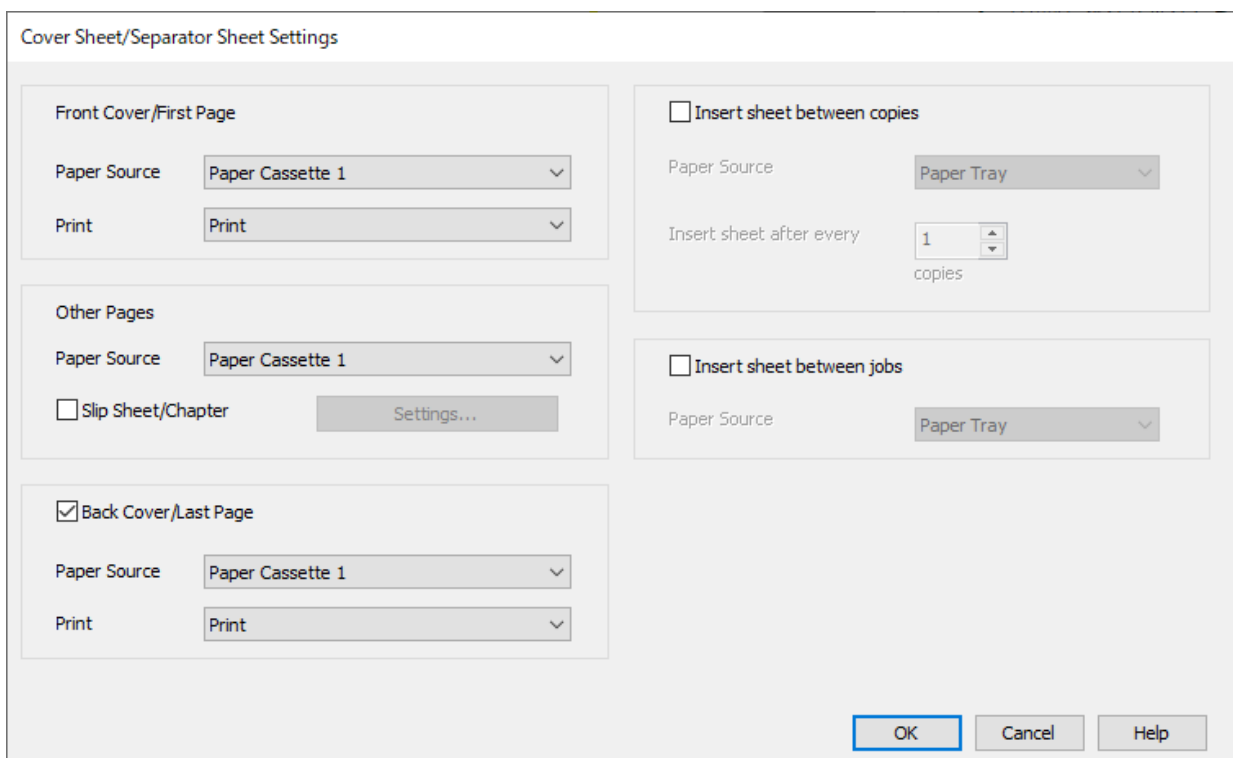 Cover Sheet/Separator Sheet Settings
Front Cover/First Page
Paper Source Paper Cassette 1
Print Print
Other Pages
Paper Source Paper Cassette 1
Slip Sheet/Chapter Settings...
Back Cover/Last Page
Paper Source Paper Cassette 1
Print Print
Insert sheet between copies
Paper Source Paper Tray
Insert sheet after every 1
copies
Insert sheet between jobs
Paper Source Paper Tray
OK Cancel Help